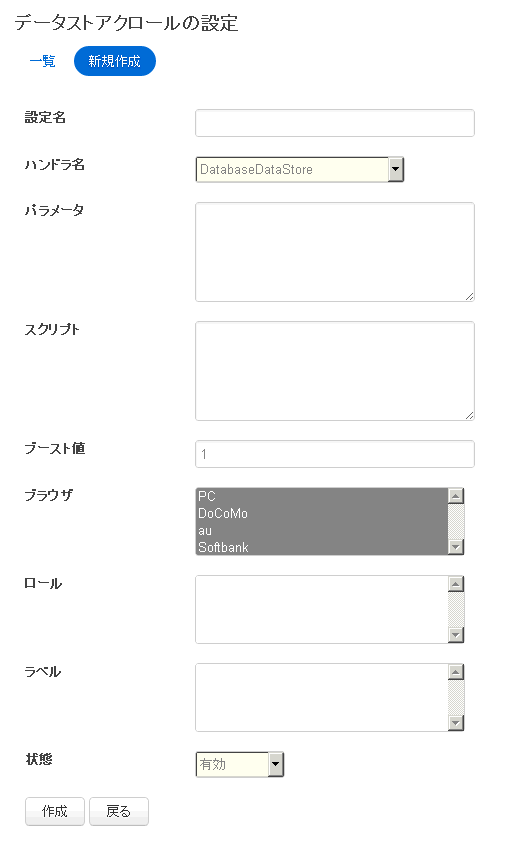 データストアクロールの設定
一覧 新規作成
設定名
ハンドラ名 DatabaseDataStore
パラメータ
スクリプト
ブースト値 1
ブラウザ PC
DoCoMo
au
Softbank
ロール
ラベル
状態 有効
作成 戻る